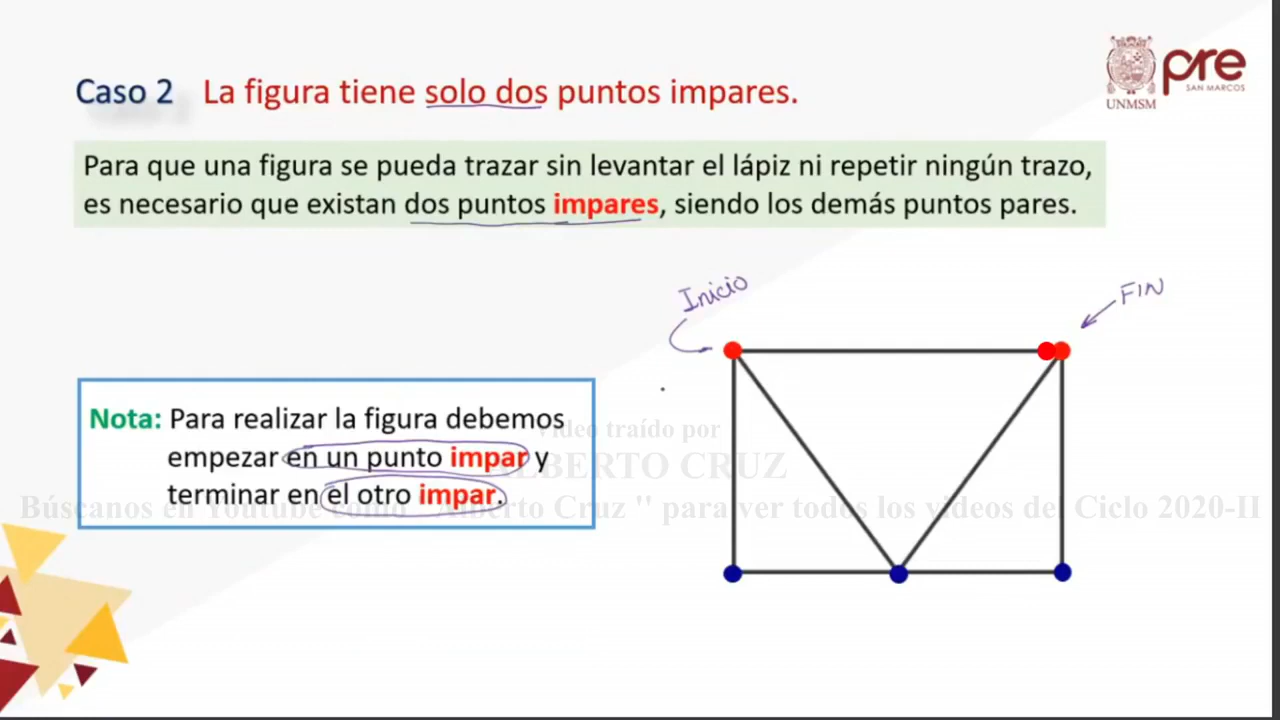 Caso 2 La figura tiene solo dos puntos impares.
pre
SAN MARCOS
UNMSM
Para que una figura se pueda trazar sin levantar el lápiz ni repetir ningún trazo,
es necesario que existan dos puntos impares, siendo los demás puntos pares.
Inicio
FIN
Nota: Para realizar la figura debemos
empezar en un punto impar y
terminar en el otro impar.
Video traído por
ALBERTO CRUZ
Búscanos en Youtube como " Alberto Cruz " para ver todos los videos del Ciclo 2020-II